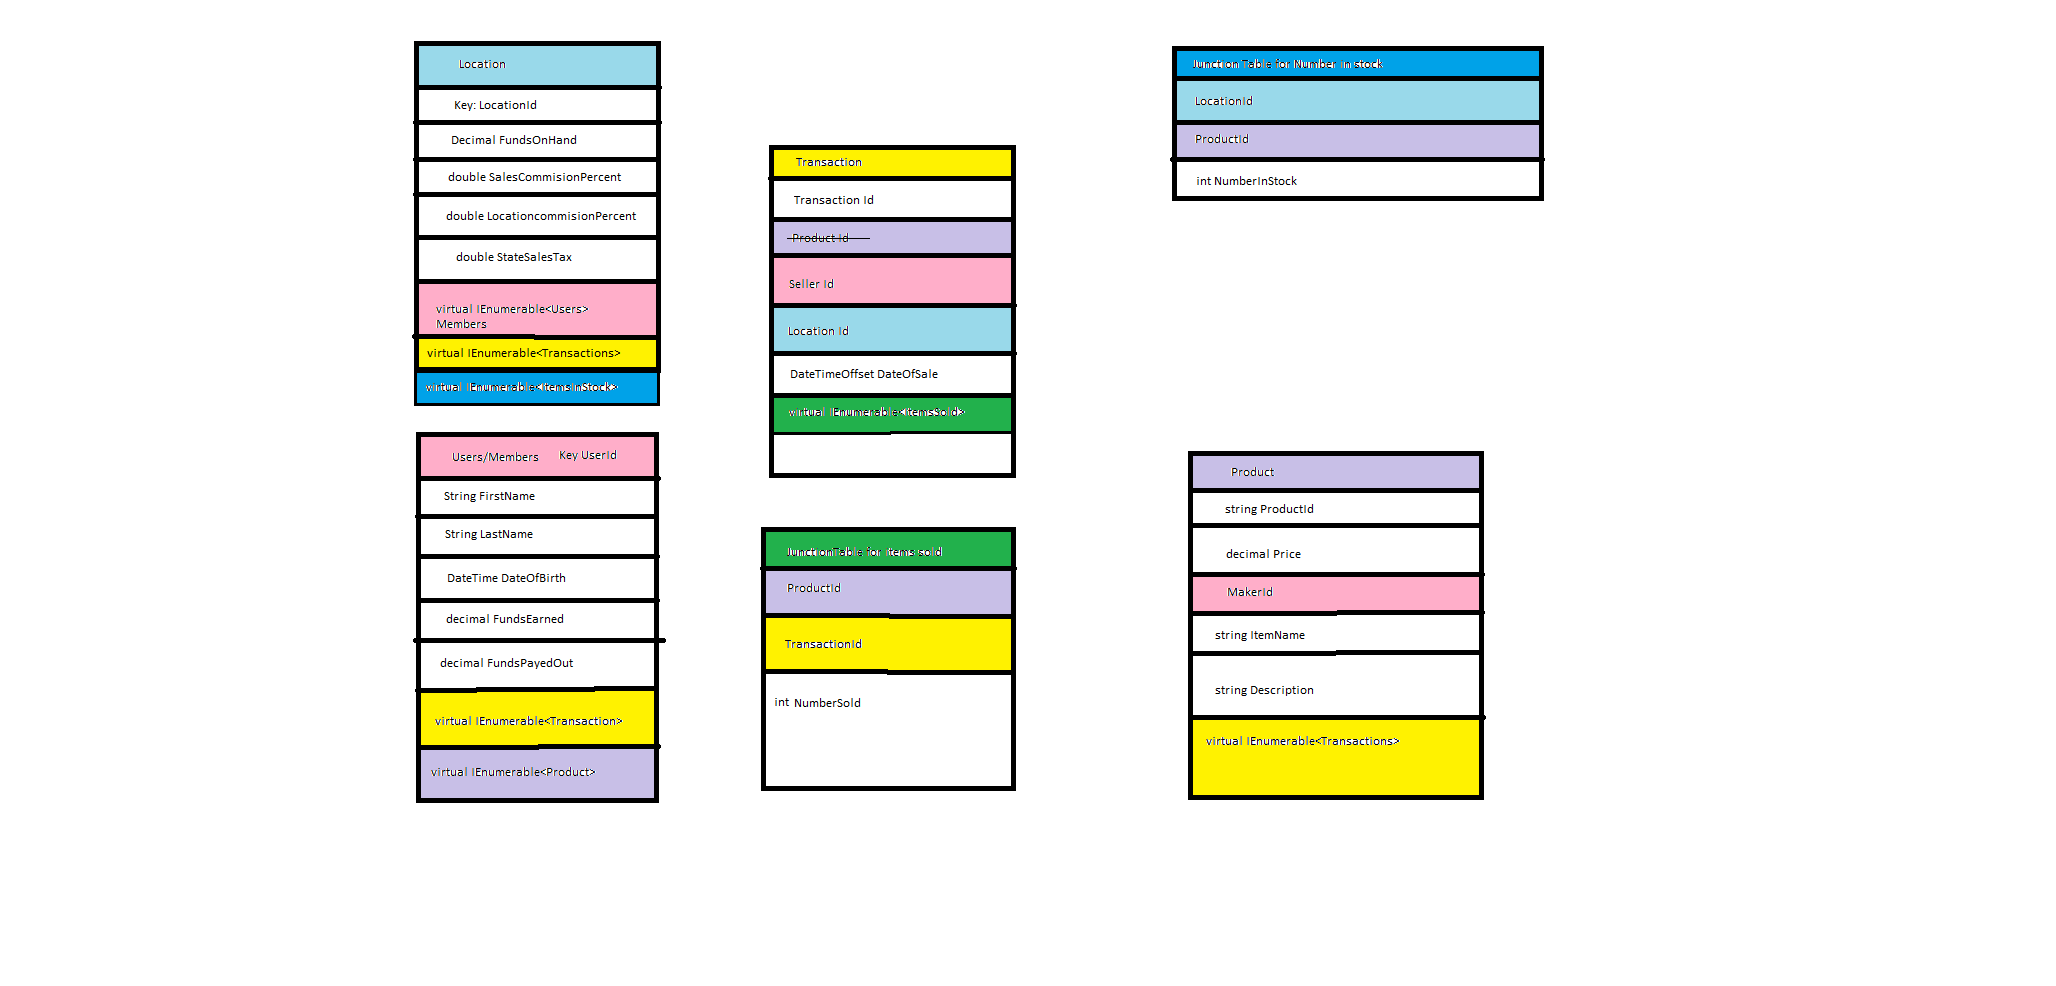 Location
Key: LocationId
Decimal FundsOnHand
double SalesCommisionPercent
double LocationcommisionPercent
double StateSalesTax
virtual IEnumerable<Users>
Members
virtual IEnumerable<Transactions>
virtual IEnumerable<ItemsInStock>
Users/Members Key UserId
String FirstName
String LastName
DateTime DateOfBirth
decimal FundsEarned
decimal FundsPayedOut
virtual IEnumerable<Transaction>
virtual IEnumerable<Product>
Transaction
Transaction Id
Product Id
Seller Id
Location Id
DateTimeOffset DateOfSale
virtual IEnumerable<ItemsSold>
JunctionTable for items sold
ProductId
TransactionId
int NumberSold
Junction Table for Number in stock
LocationId
ProductId
int NumberInStock
Product
string ProductId
decimal Price
MakerId
string ItemName
string Description
virtual IEnumerable<Transactions>